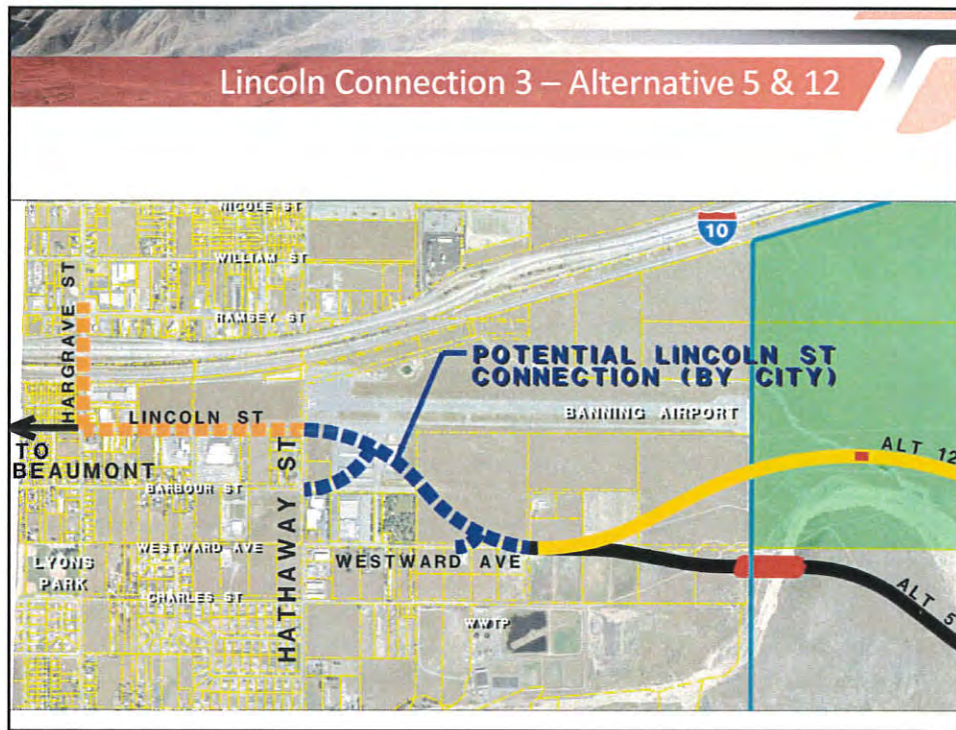 Lincoln Connection 3 – Alternative 5 & 12
NICOLE ST
10
WILLIAM ST
HARGRAVE ST
RAMSEY ST
POTENTIAL LINCOLN ST
CONNECTION (BY CITY)
LINCOLN ST
BANNING AIRPORT
TO
BEAUMONT
ALT 12
HATHAWAY ST
BARBOUR ST
WESTWARD AVE
WESTWARD AVE
LYONS
PARK
CHARLES ST
ALT 5
WWTP